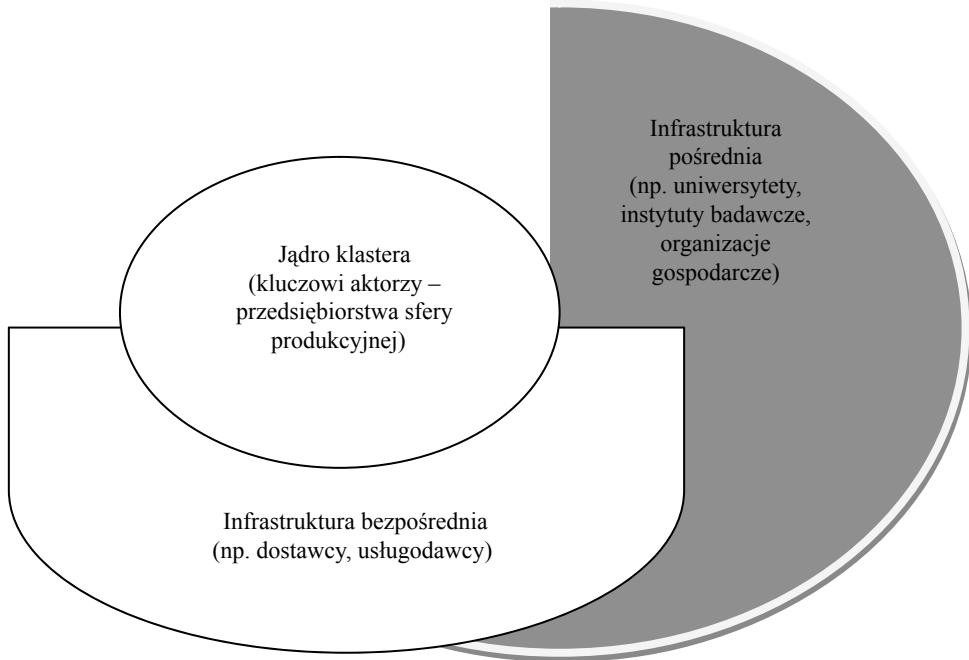 Infrastruktura
pośrednia
(np. uniwersytety,
instytuty badawcze,
organizacje
gospodarcze)
Jądro klastera
(kluczowi aktorzy –
przedsiębiorstwa sfery
produkcyjnej)
Infrastruktura bezpośrednia
(np. dostawcy, usługodawcy)